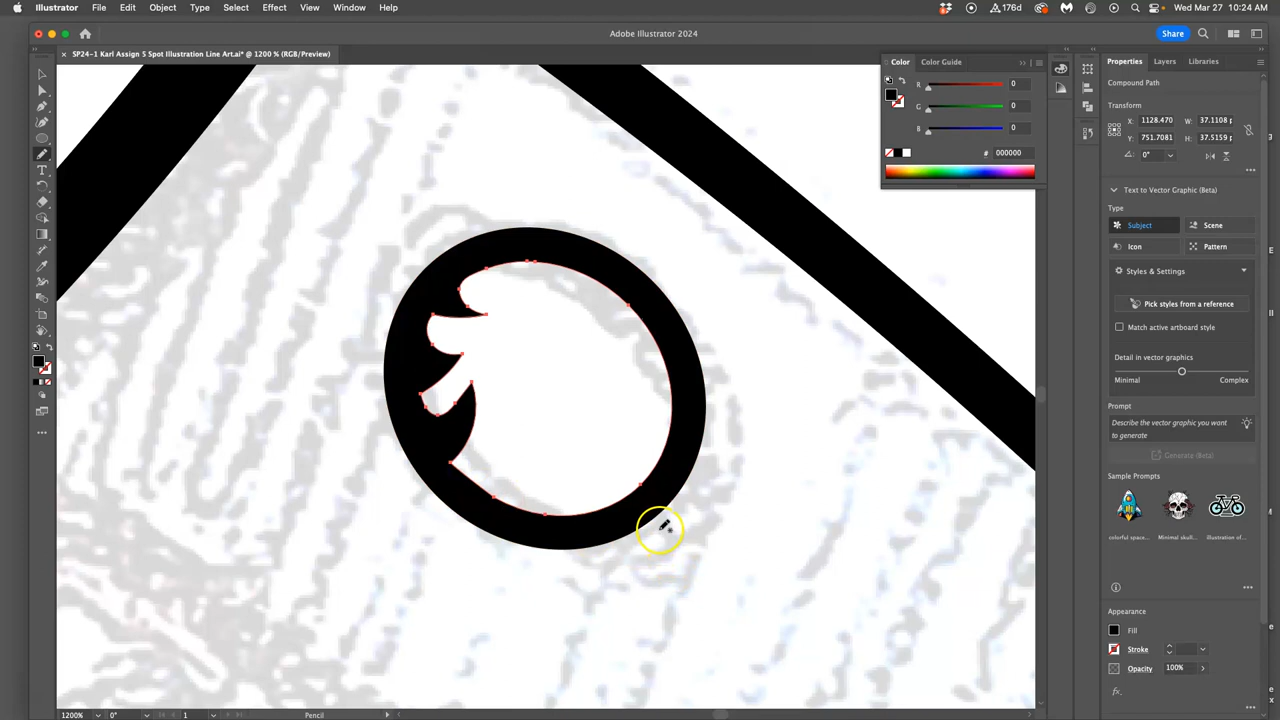 Illustrator File Edit Object Type Select Effect View Window Help 176d Wed Mar 27 10:24 AM
Adobe Illustrator 2024 Share
SP24-1 Karl Assign 5 Spot Illustration Line Art.ai* @ 1200 % (RGB/Preview)
Color Color Guide
R 0
G 0
B 0
# 000000
Properties Layers Libraries
Compound Path
Transform
X: 1128.470 W: 37.1108 p
Y: 751.7081 H: 37.5159 p
0°
Text to Vector Graphic (Beta)
Type
Subject Scene
Icon Pattern
Styles & Settings
Pick styles from a reference
Match active artboard style
Detail in vector graphics
Minimal Complex
Prompt
Describe the vector graphic you want
to generate
Generate (Beta)
Sample Prompts
colorful space... Minimal skull... illustration of...
Appearance
Fill
Stroke
Opacity 100%
fx.
1200% 0° 1 Pencil